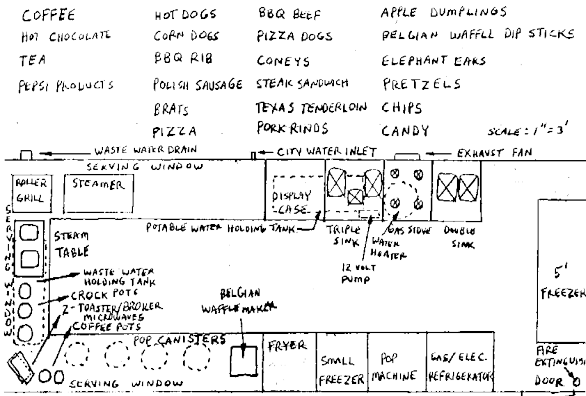 COFFEE HOT DOGS BBQ BEEF APPLE DUMPLINGS
HOT CHOCOLATE CORN DOGS PIZZA DOGS BELGIAN WAFFLE DIP STICKS
TEA BBQ RIB CONEYS ELEPHANT EARS
PEPSI PRODUCTS POLISH SAUSAGE STEAK SANDWICH PRETZELS
BRATS TEXAS TENDERLOIN CHIPS
PIZZA PORK RINDS CANDY SCALE: 1"=3'
WASTE WATER DRAIN CITY WATER INLET EXHAUST FAN
SERVING WINDOW
ROLLER
GRILL
STEAMER
DISPLAY
CASE
POTABLE WATER HOLDING TANK
TRIPLE
SINK
GAS STOVE
WATER
HEATER
DOUBLE
SINK
12 VOLT
PUMP
SERVING WINDOW
STEAM
TABLE
WASTE WATER
HOLDING TANK
CROCK POTS
2-TOASTER/BROILER
MICROWAVES
COFFEE POTS
BELGIAN
WAFFLE MAKER
5'
FREEZER
POP CANISTERS
FRYER
SMALL
FREEZER
POP
MACHINE
GAS/ELEC.
REFRIGERATOR
FIRE
EXTINGUIS
DOOR
SERVING WINDOW